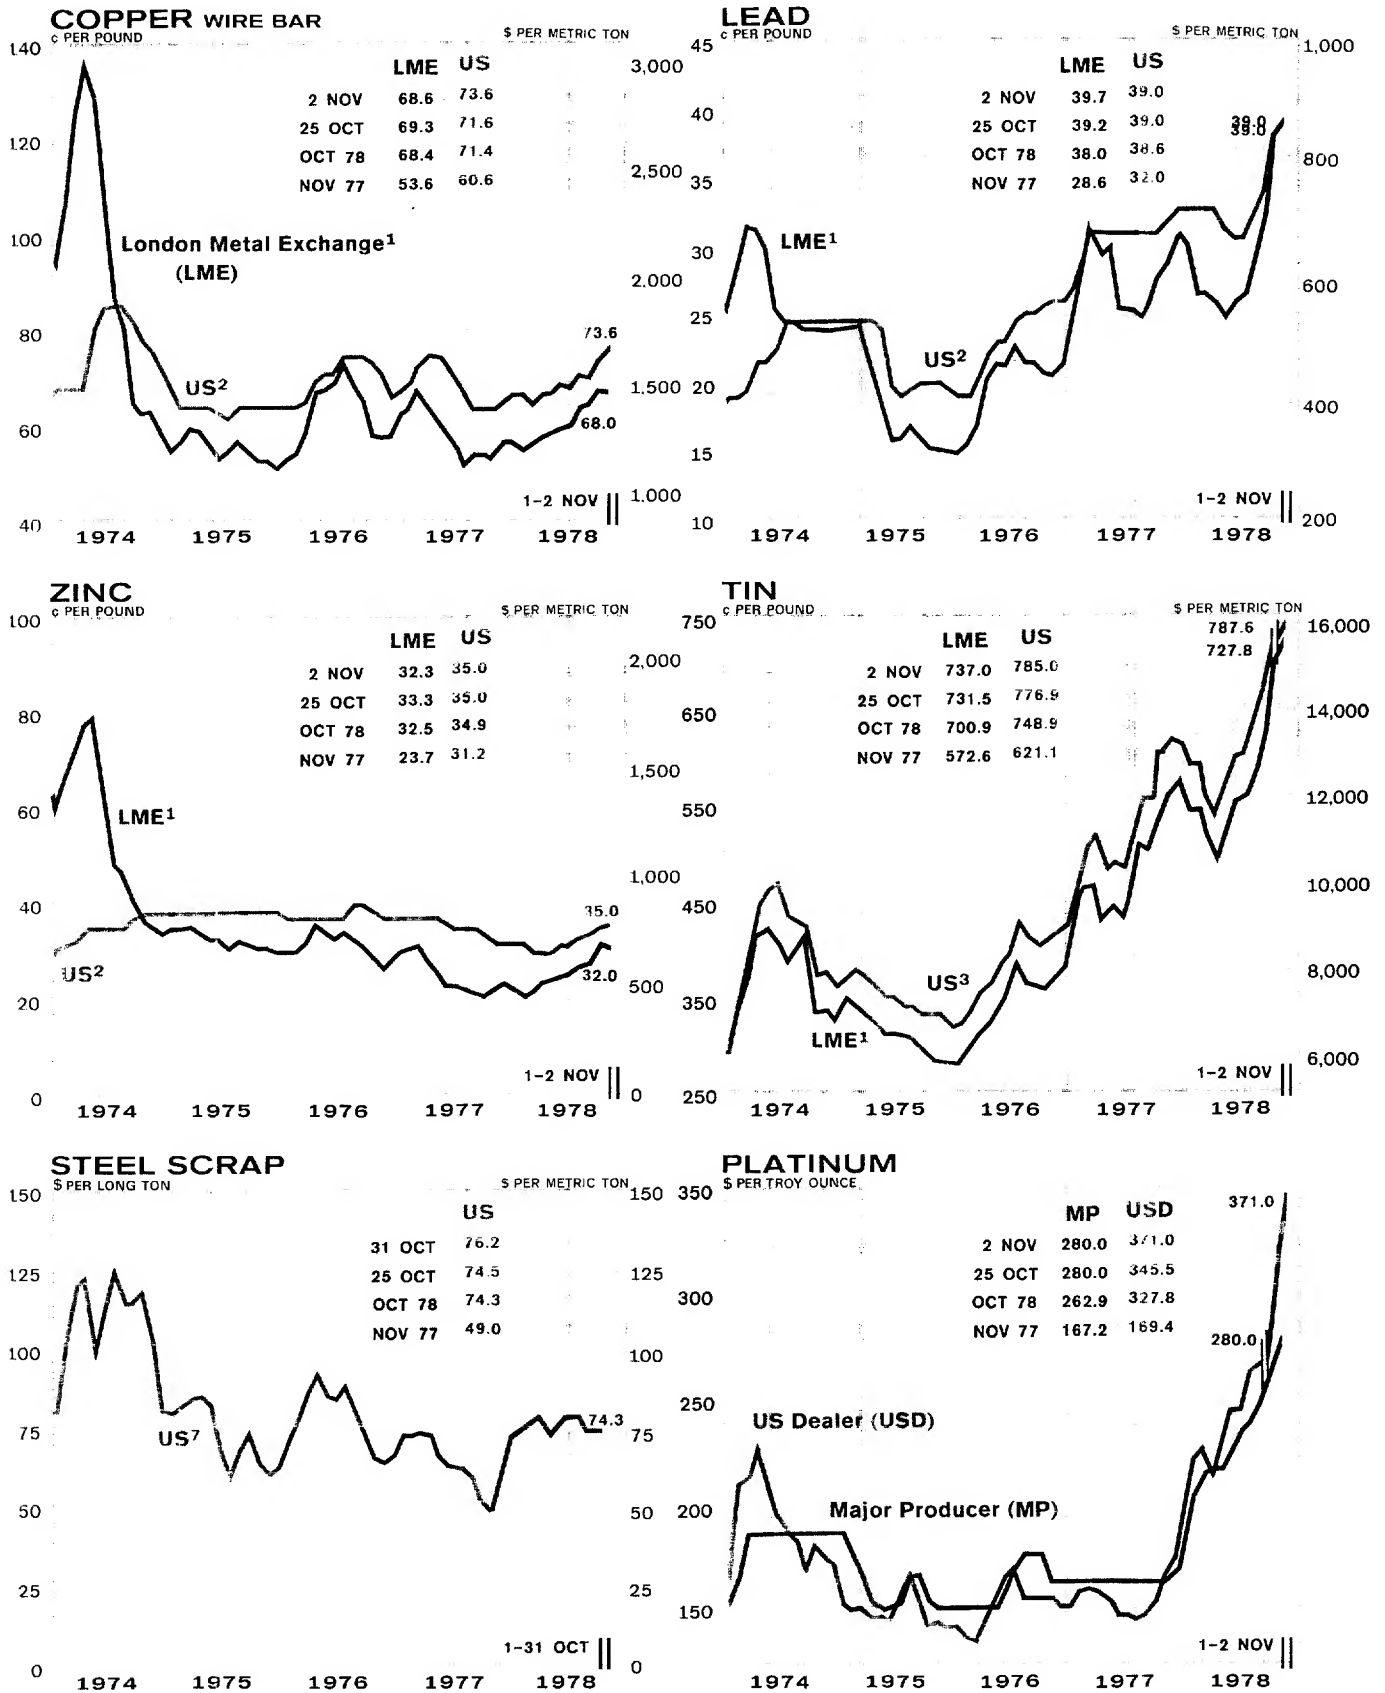 COPPER WIRE BAR
¢ PER POUND
$ PER METRIC TON
LME US
2 NOV 68.6 73.6
25 OCT 69.3 71.6
OCT 78 68.4 71.4
NOV 77 53.6 60.6
140
120
100
80
60
40
3,000
2,500
2,000
1,500
1.000
London Metal Exchange¹
(LME)
US²
73.6
68.0
1-2 NOV
1974 1975 1976 1977 1978
LEAD
¢ PER POUND
$ PER METRIC TON
LME US
2 NOV 39.7 39.0
25 OCT 39.2 39.0
OCT 78 38.0 38.6
NOV 77 28.6 32.0
45
40
35
30
25
20
15
10
1,000
800
600
400
200
LME¹
US²
39.0
39.0
1-2 NOV
1974 1975 1976 1977 1978
ZINC
¢ PER POUND
$ PER METRIC TON
LME US
2 NOV 32.3 35.0
25 OCT 33.3 35.0
OCT 78 32.5 34.9
NOV 77 23.7 31.2
100
80
60
40
20
0
2,000
1,500
1,000
500
0
LME¹
US²
35.0
32.0
1-2 NOV
1974 1975 1976 1977 1978
TIN
¢ PER POUND
$ PER METRIC TON
LME US
2 NOV 737.0 785.0
25 OCT 731.5 776.9
OCT 78 700.9 748.9
NOV 77 572.6 621.1
750
650
550
450
350
250
16,000
14,000
12,000
10,000
8,000
6,000
787.6
727.8
US³
LME¹
1-2 NOV
1974 1975 1976 1977 1978
STEEL SCRAP
$ PER LONG TON
$ PER METRIC TON
US
31 OCT 76.2
25 OCT 74.5
OCT 78 74.3
NOV 77 49.0
150
125
100
75
50
25
0
150
125
100
75
50
25
0
US⁷
74.3
1-31 OCT
1974 1975 1976 1977 1978
PLATINUM
$ PER TROY OUNCE
MP USD
2 NOV 280.0 371.0
25 OCT 280.0 345.5
OCT 78 262.9 327.8
NOV 77 167.2 169.4
350
300
250
200
150
371.0
280.0
US Dealer (USD)
Major Producer (MP)
1-2 NOV
1974 1975 1976 1977 1978